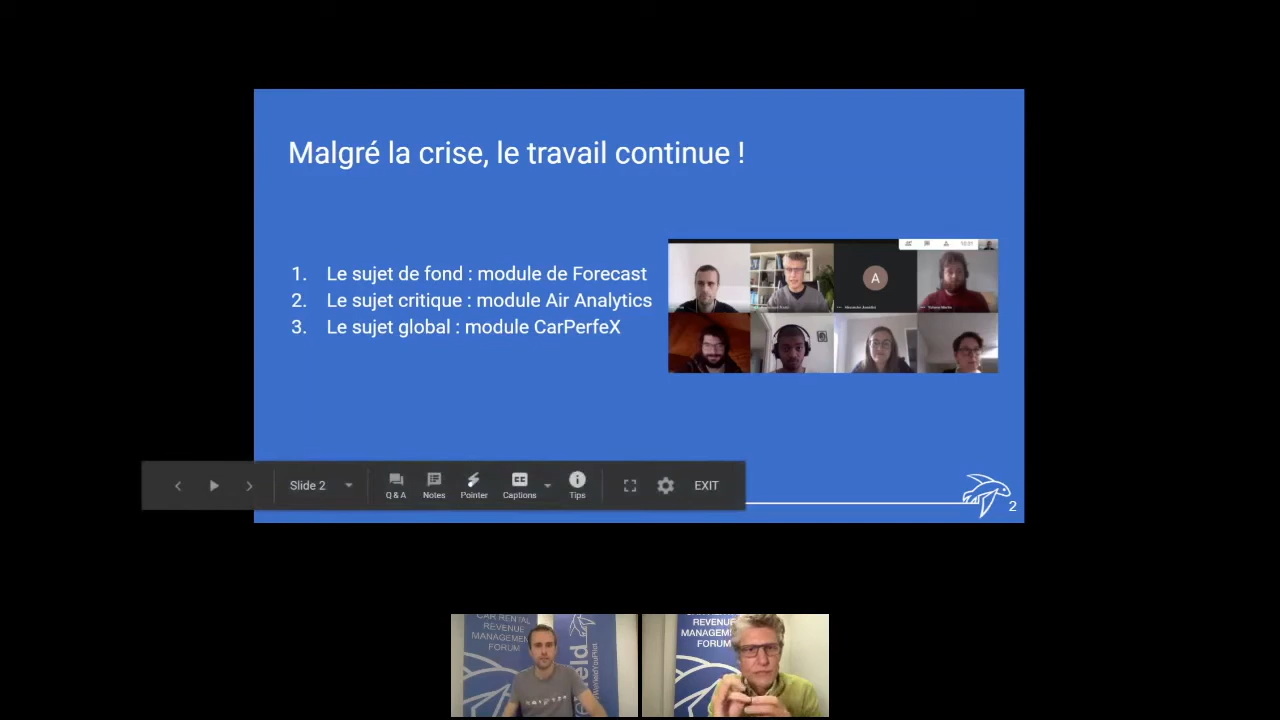 Malgré la crise, le travail continue !
1. Le sujet de fond : module de Forecast
2. Le sujet critique : module Air Analytics
3. Le sujet global : module CarPerfeX
A
Slide 2
Q & A
Notes
Pointer
Captions
Tips
EXIT
2
CAR RENTAL
REVENUE
MANAGEMENT
FORUM
REVENUE
MANAGEM
FORUM